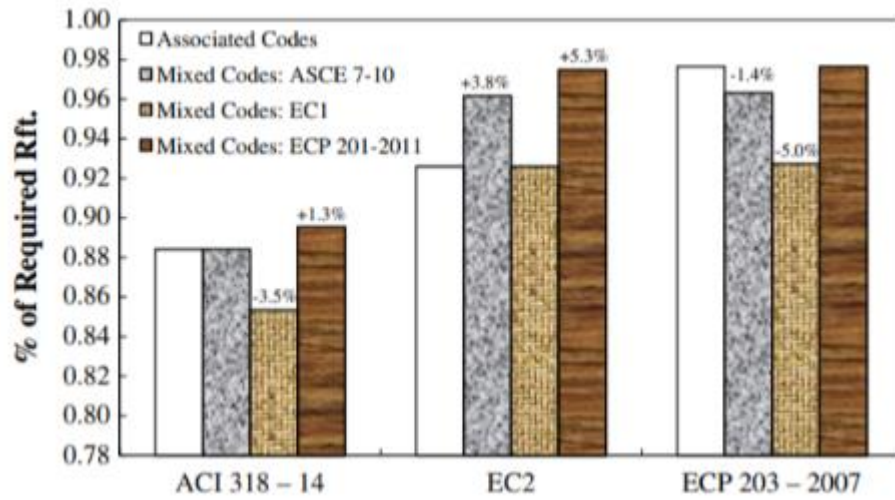 % of Required Rft.
1.00
0.98
0.96
0.94
0.92
0.90
0.88
0.86
0.84
0.82
0.80
0.78
Associated Codes
Mixed Codes: ASCE 7-10
Mixed Codes: EC1
Mixed Codes: ECP 201-2011
-3.5%
+1.3%
+3.8%
+5.3%
-1.4%
-5.0%
ACI 318 – 14
EC2
ECP 203 – 2007